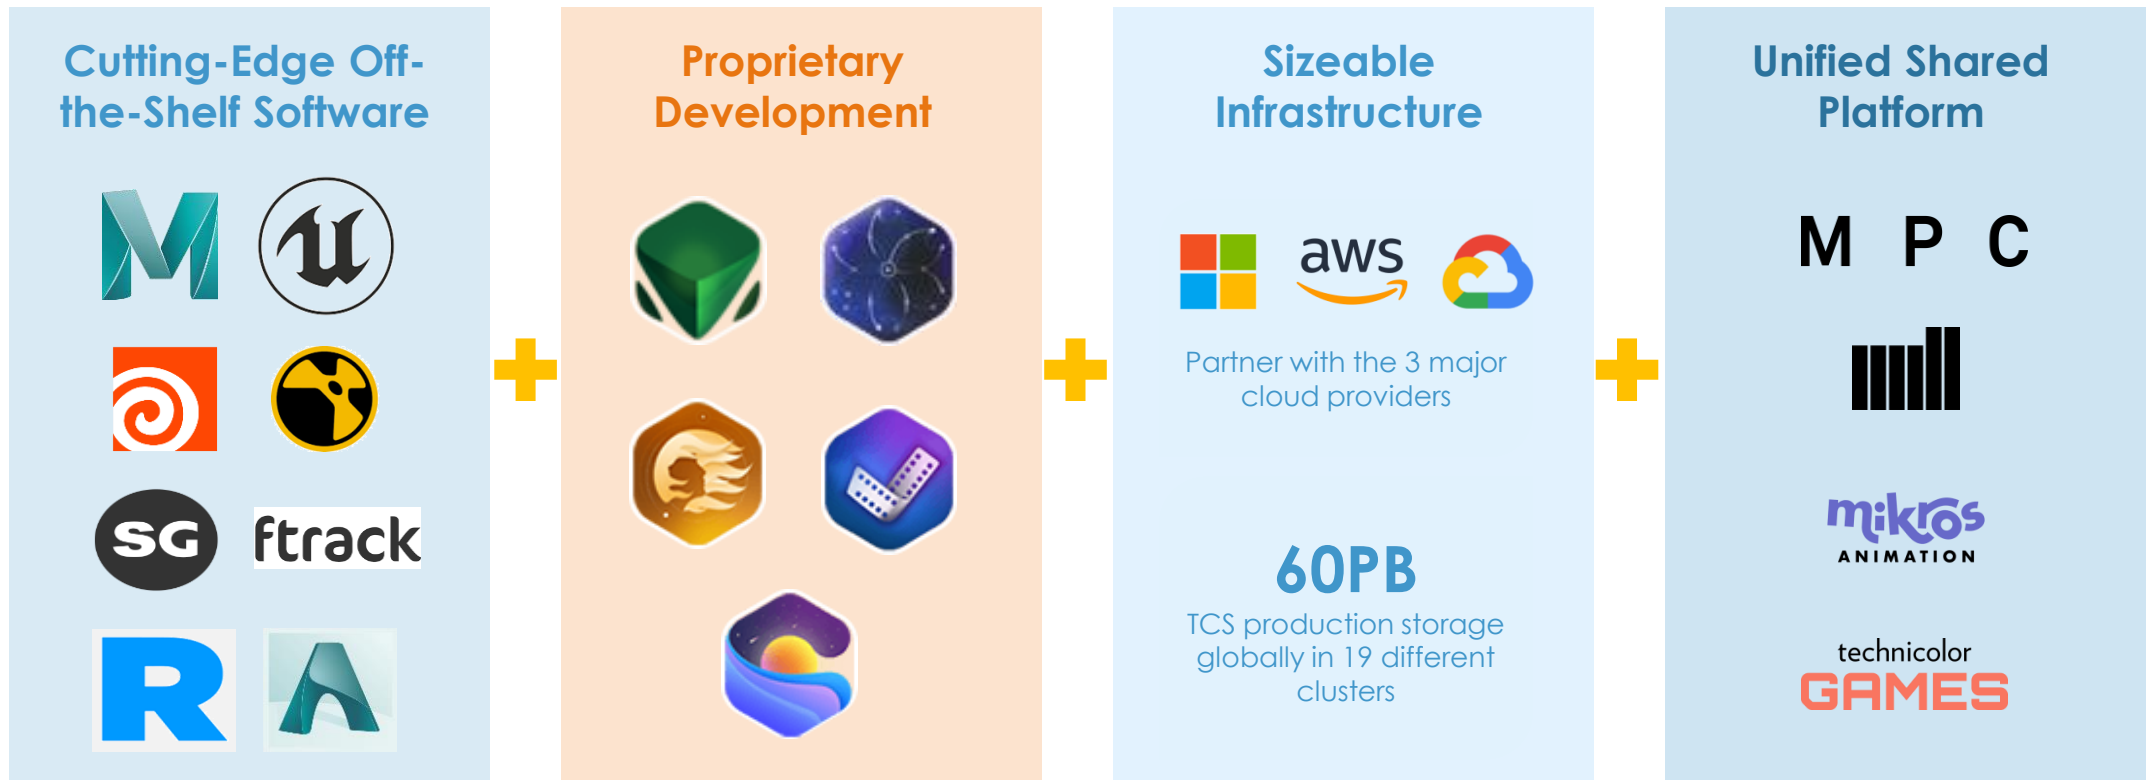 Cutting-Edge Off-
the-Shelf Software
SG
ftrack
R
Proprietary
Development
Sizeable
Infrastructure
aws
Partner with the 3 major
cloud providers
60PB
TCS production storage
globally in 19 different
clusters
Unified Shared
Platform
M P C
mikros
ANIMATION
technicolor
GAMES